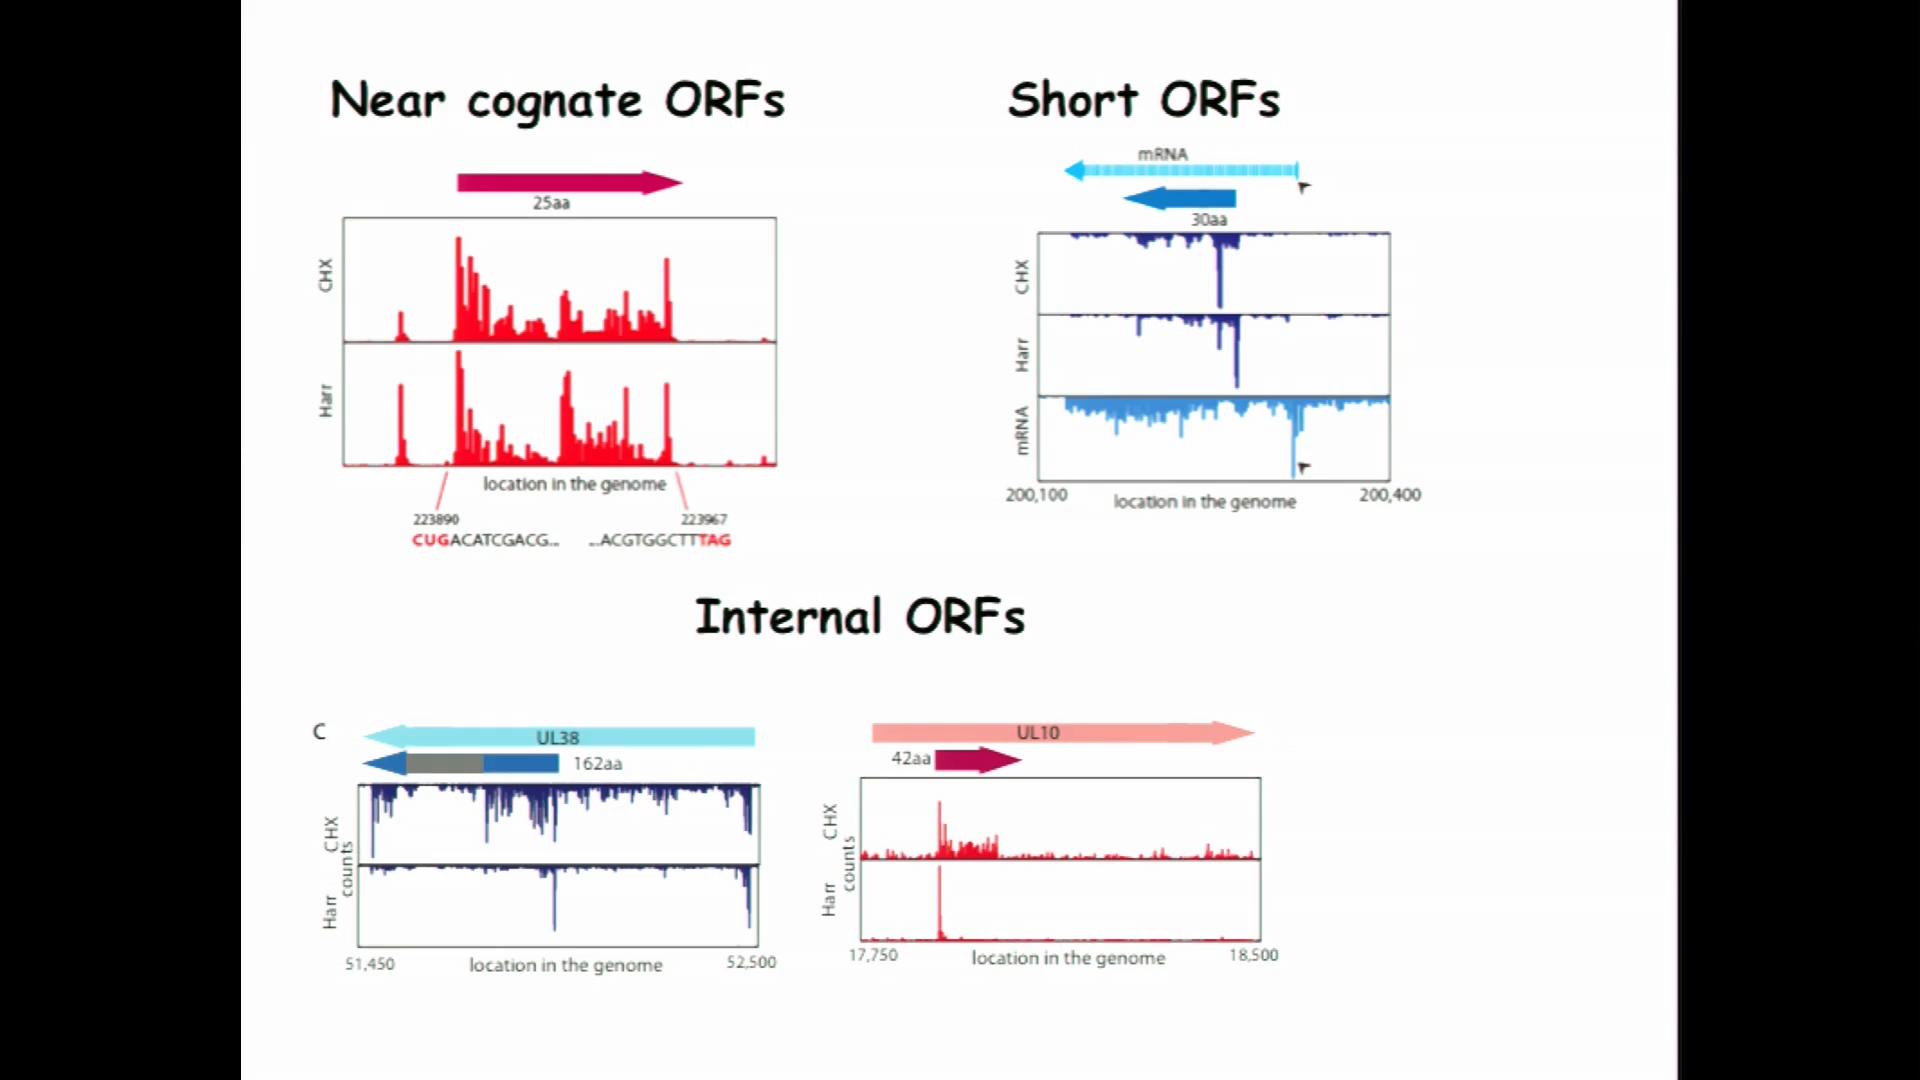 Near cognate ORFs
25aa
CHX
Harr
location in the genome
223890
223967
CUGACATCGACG... ...ACGTGGCTTTAG
Short ORFs
mRNA
30aa
CHX
Harr
mRNA
200,100
location in the genome
200,400
Internal ORFs
C
UL38
162aa
CHX
Harr
counts
51,450
location in the genome
52,500
UL10
42aa
CHX
Harr
counts
17,750
location in the genome
18,500